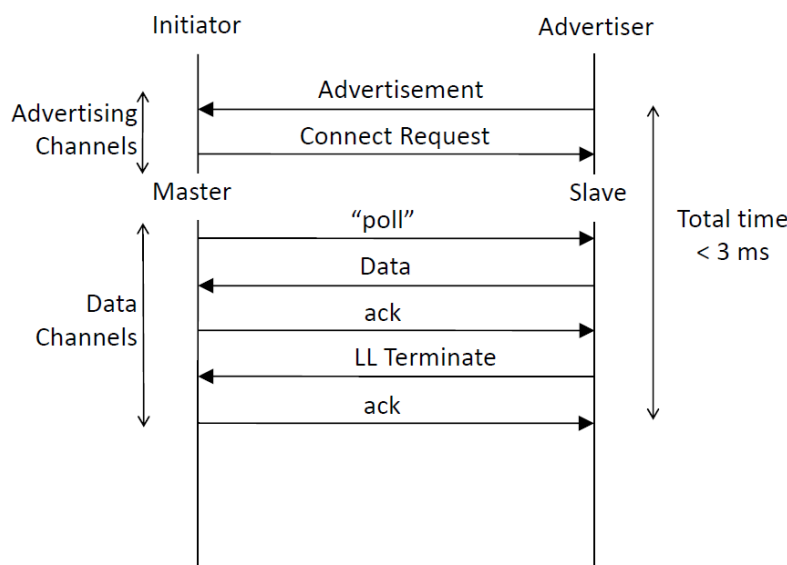 Initiator
Advertiser
Advertisement
Advertising
Channels
Connect Request
Master
Slave
“poll”
Total time
< 3 ms
Data
Data
Channels
ack
LL Terminate
ack